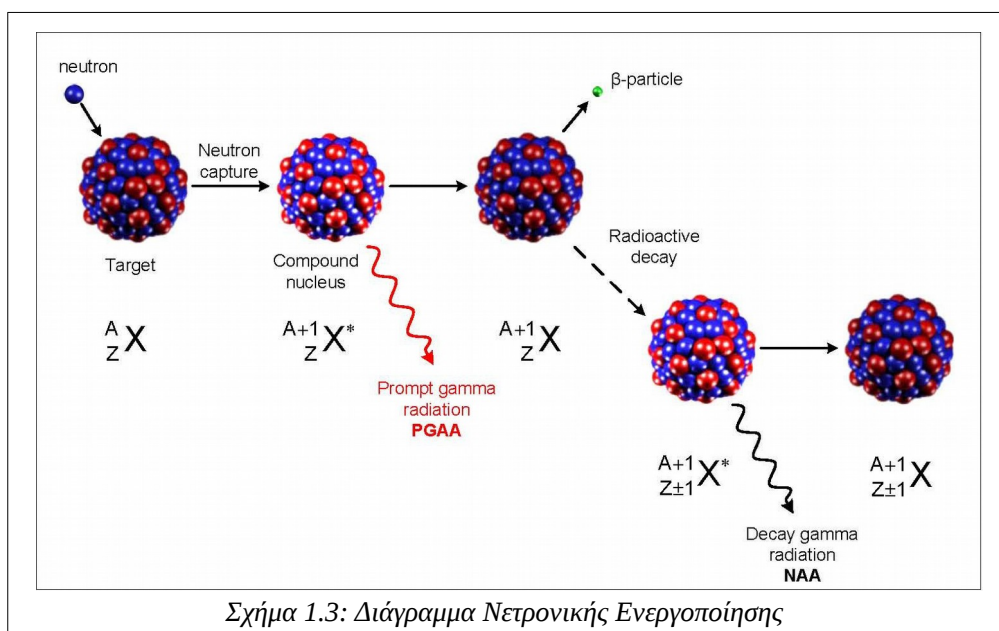 neutron
β-particle
Neutron
capture
Target
Compound
nucleus
Radioactive
decay
A
Z X
A+1
Z X*
A+1
Z X
Prompt gamma
radiation
PGAA
A+1
Z±1 X*
A+1
Z±1 X
Decay gamma
radiation
NAA
Σχήμα 1.3: Διάγραμμα Νετρονικής Ενεργοποίησης